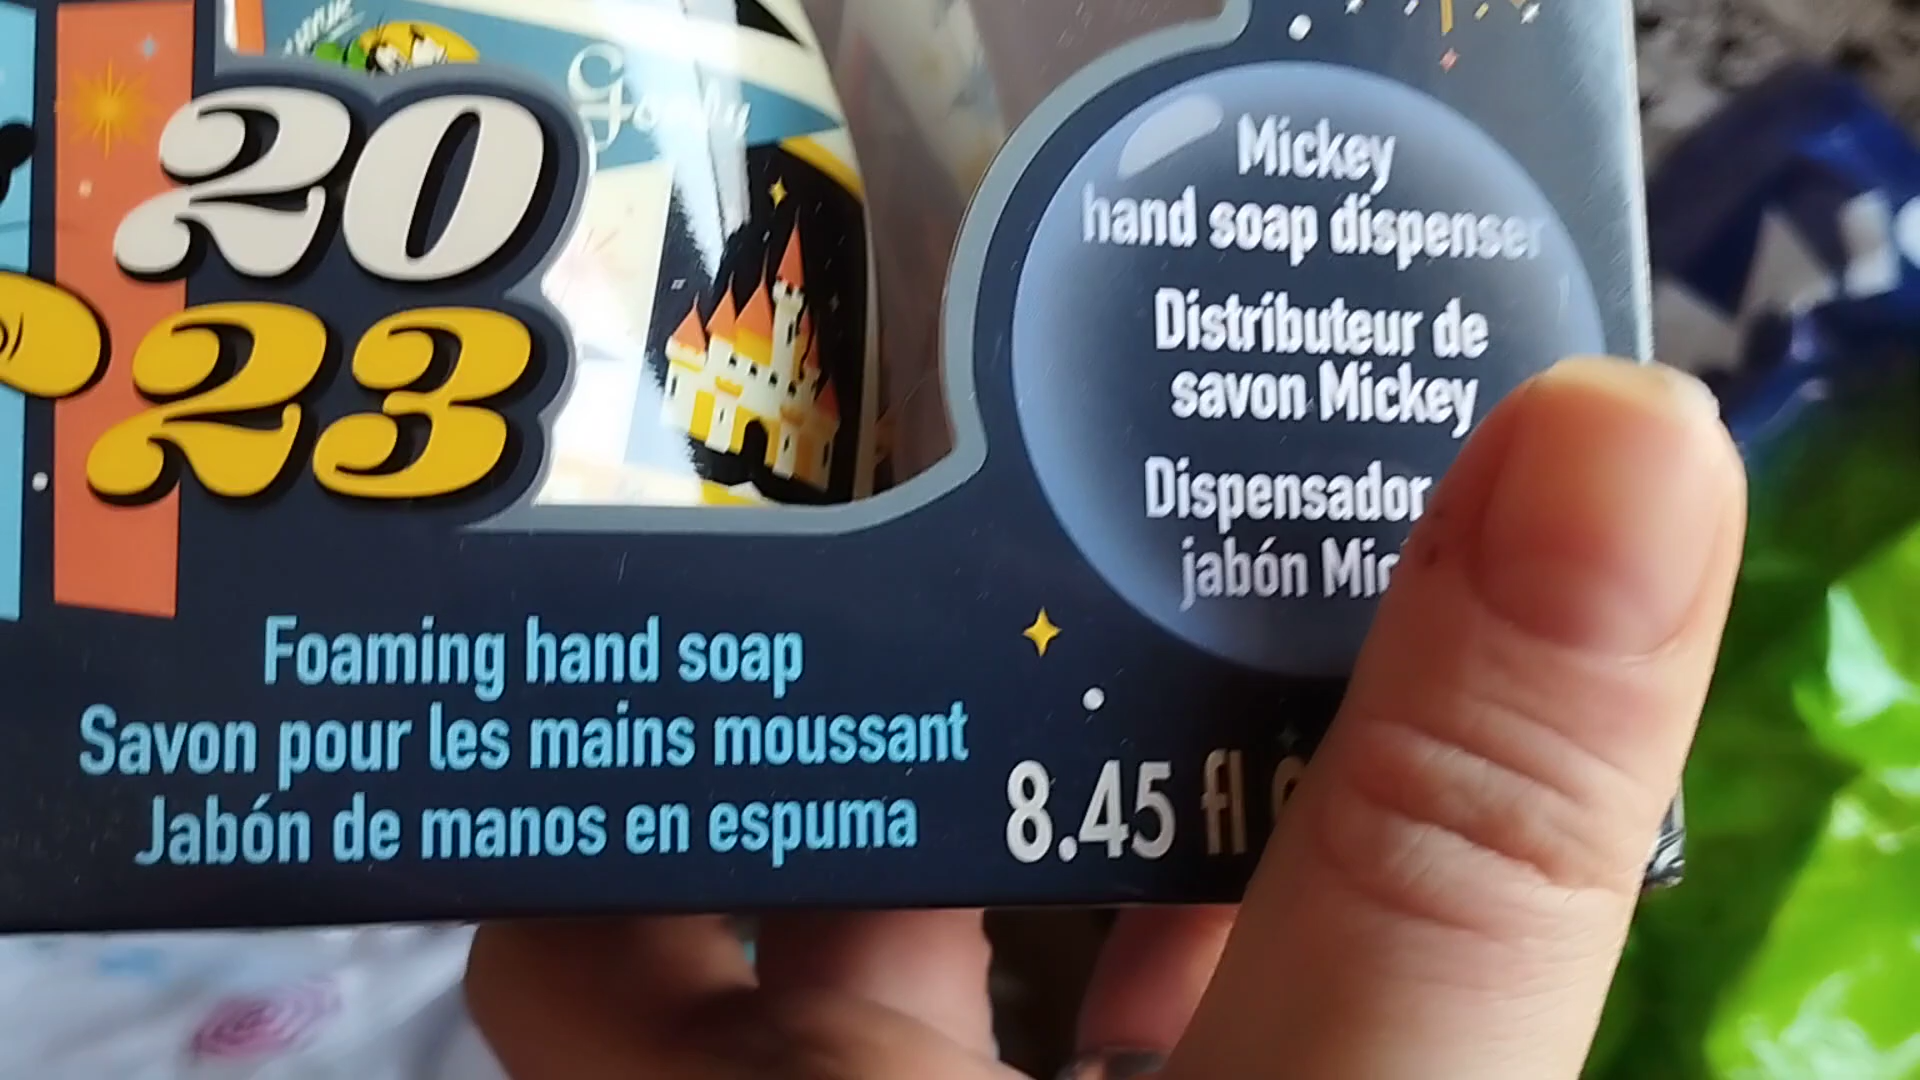 Goofy
20
23
Mickey
hand soap dispenser
Distributeur de
savon Mickey
Dispensador
jabón
Foaming hand soap
Savon pour les mains moussant
Jabón de manos en espuma
8.45 fl